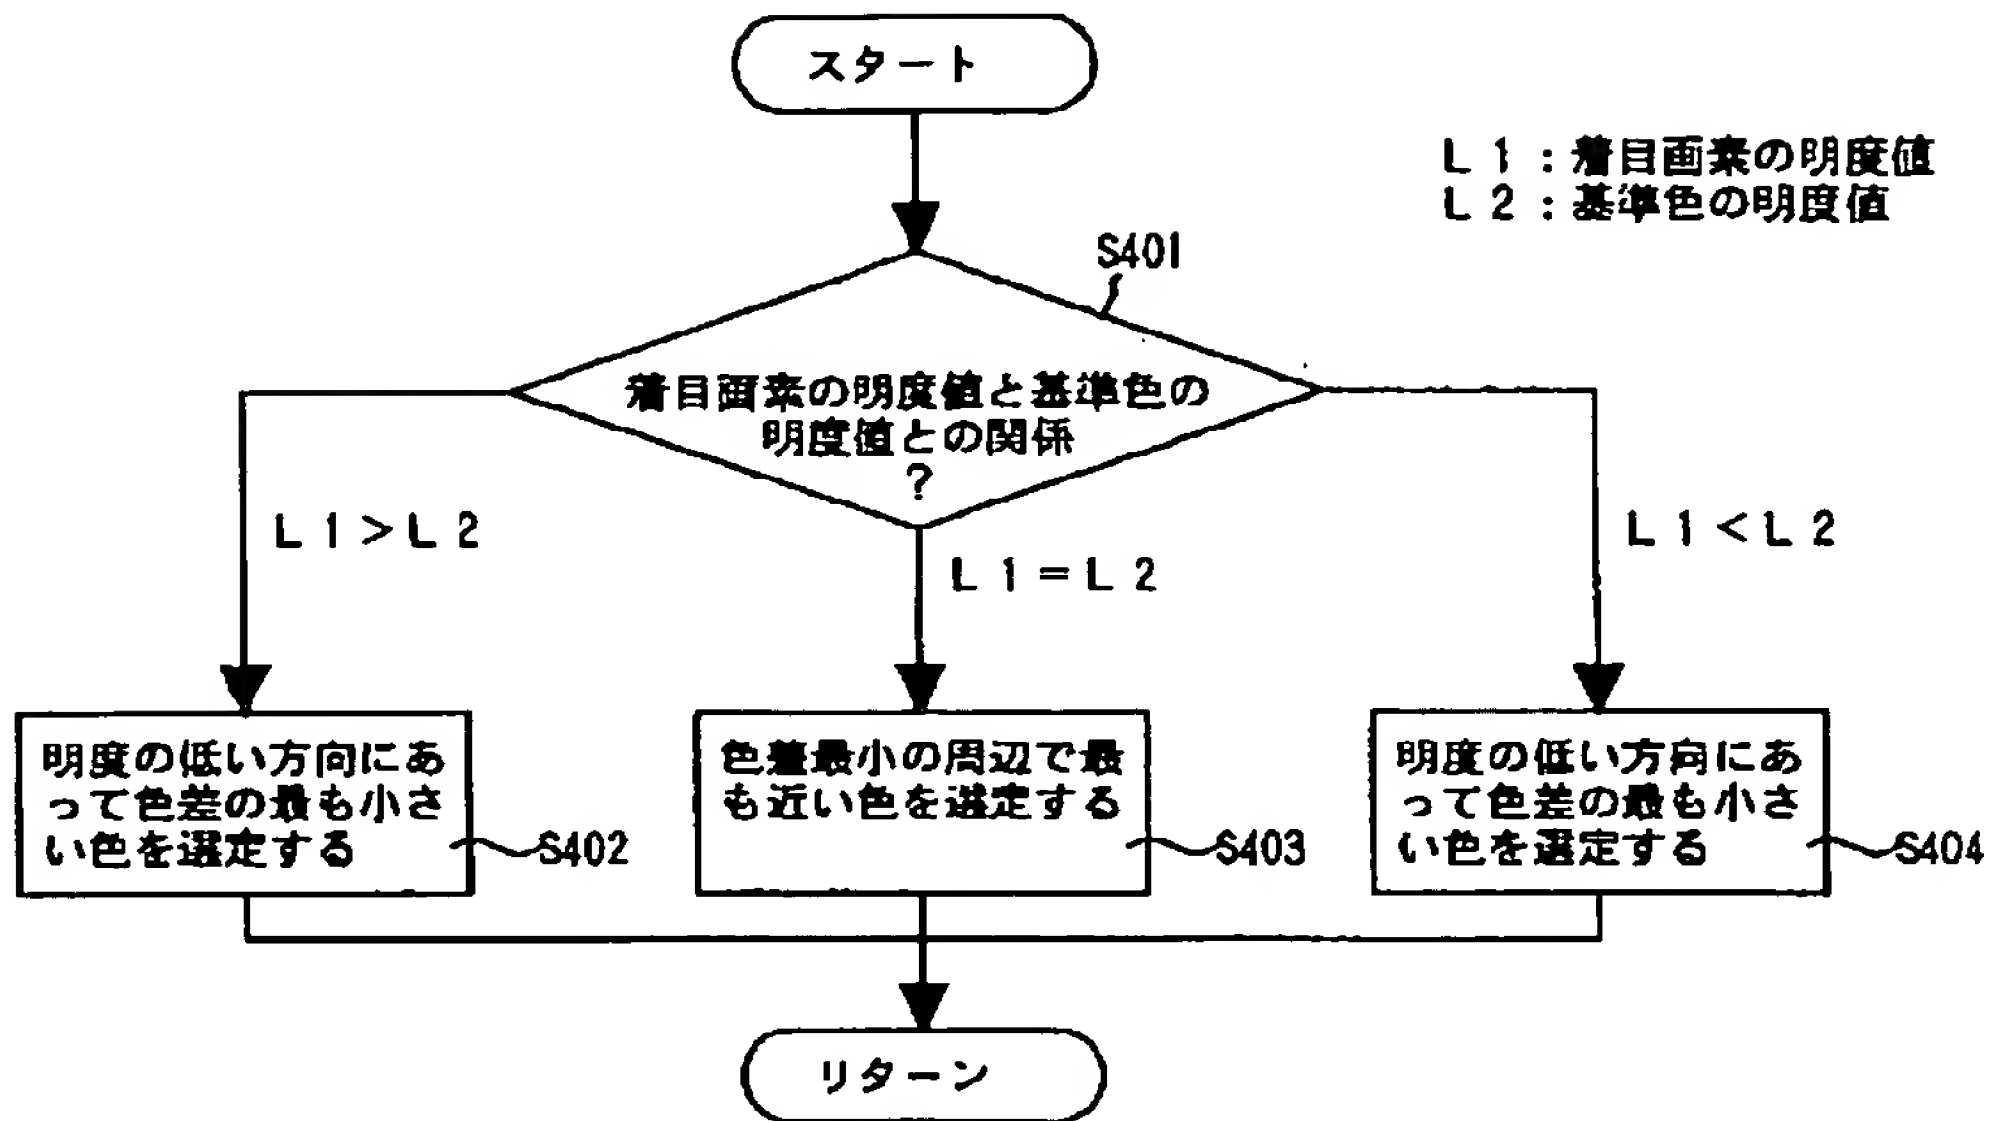 スタート
L1:着目画素の明度値
L2:基準色の明度値
S401
着目画素の明度値と基準色の
明度値との関係
?
L1>L2
L1=L2
L1<L2
明度の低い方向にあ
って色差の最も小さ
い色を選定する
S402
色差最小の周辺で最
も近い色を選定する
S403
明度の低い方向にあ
って色差の最も小さ
い色を選定する
S404
リターン